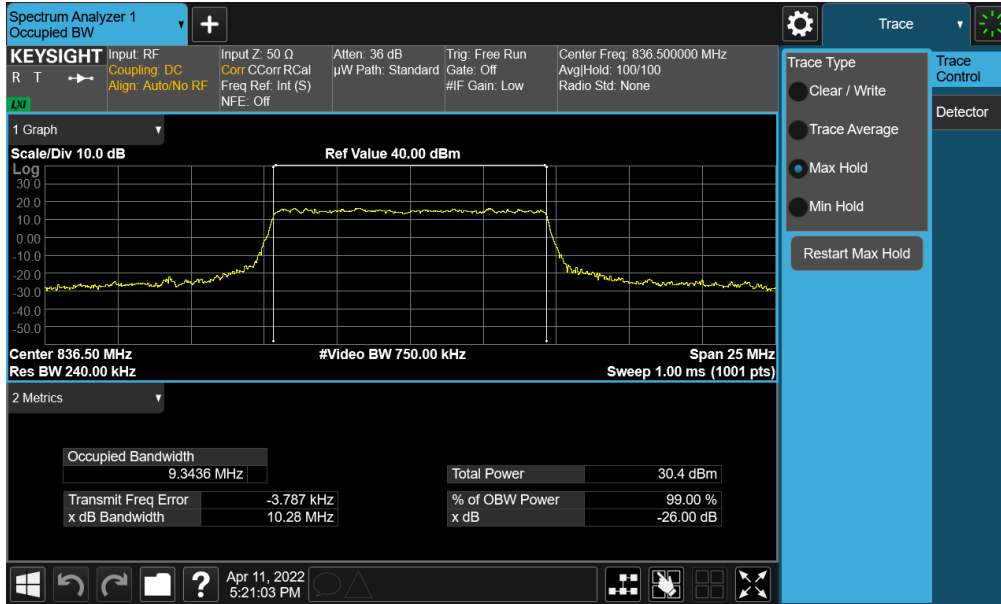 Spectrum Analyzer 1
Occupied BW
+
Trace
KEYSIGHT
R T
LXI
Input: RF
Coupling: DC
Align: Auto/No RF
Input Z: 50 Ω
Corr CCorr RCal
Freq Ref: Int (S)
NFE: Off
Atten: 36 dB
µW Path: Standard
Trig: Free Run
Gate: Off
#IF Gain: Low
Center Freq: 836.500000 MHz
Avg|Hold: 100/100
Radio Std: None
1 Graph
Scale/Div 10.0 dB
Ref Value 40.00 dBm
Log
30.0
20.0
10.0
0.00
-10.0
-20.0
-30.0
-40.0
-50.0
Center 836.50 MHz
#Video BW 750.00 kHz
Span 25 MHz
Res BW 240.00 kHz
Sweep 1.00 ms (1001 pts)
2 Metrics
Occupied Bandwidth
9.3436 MHz
Total Power 30.4 dBm
Transmit Freq Error -3.787 kHz
% of OBW Power 99.00 %
x dB Bandwidth 10.28 MHz
x dB -26.00 dB
Trace Type
Clear / Write
Trace Average
Max Hold
Min Hold
Restart Max Hold
Trace
Control
Detector
?
Apr 11, 2022
5:21:03 PM